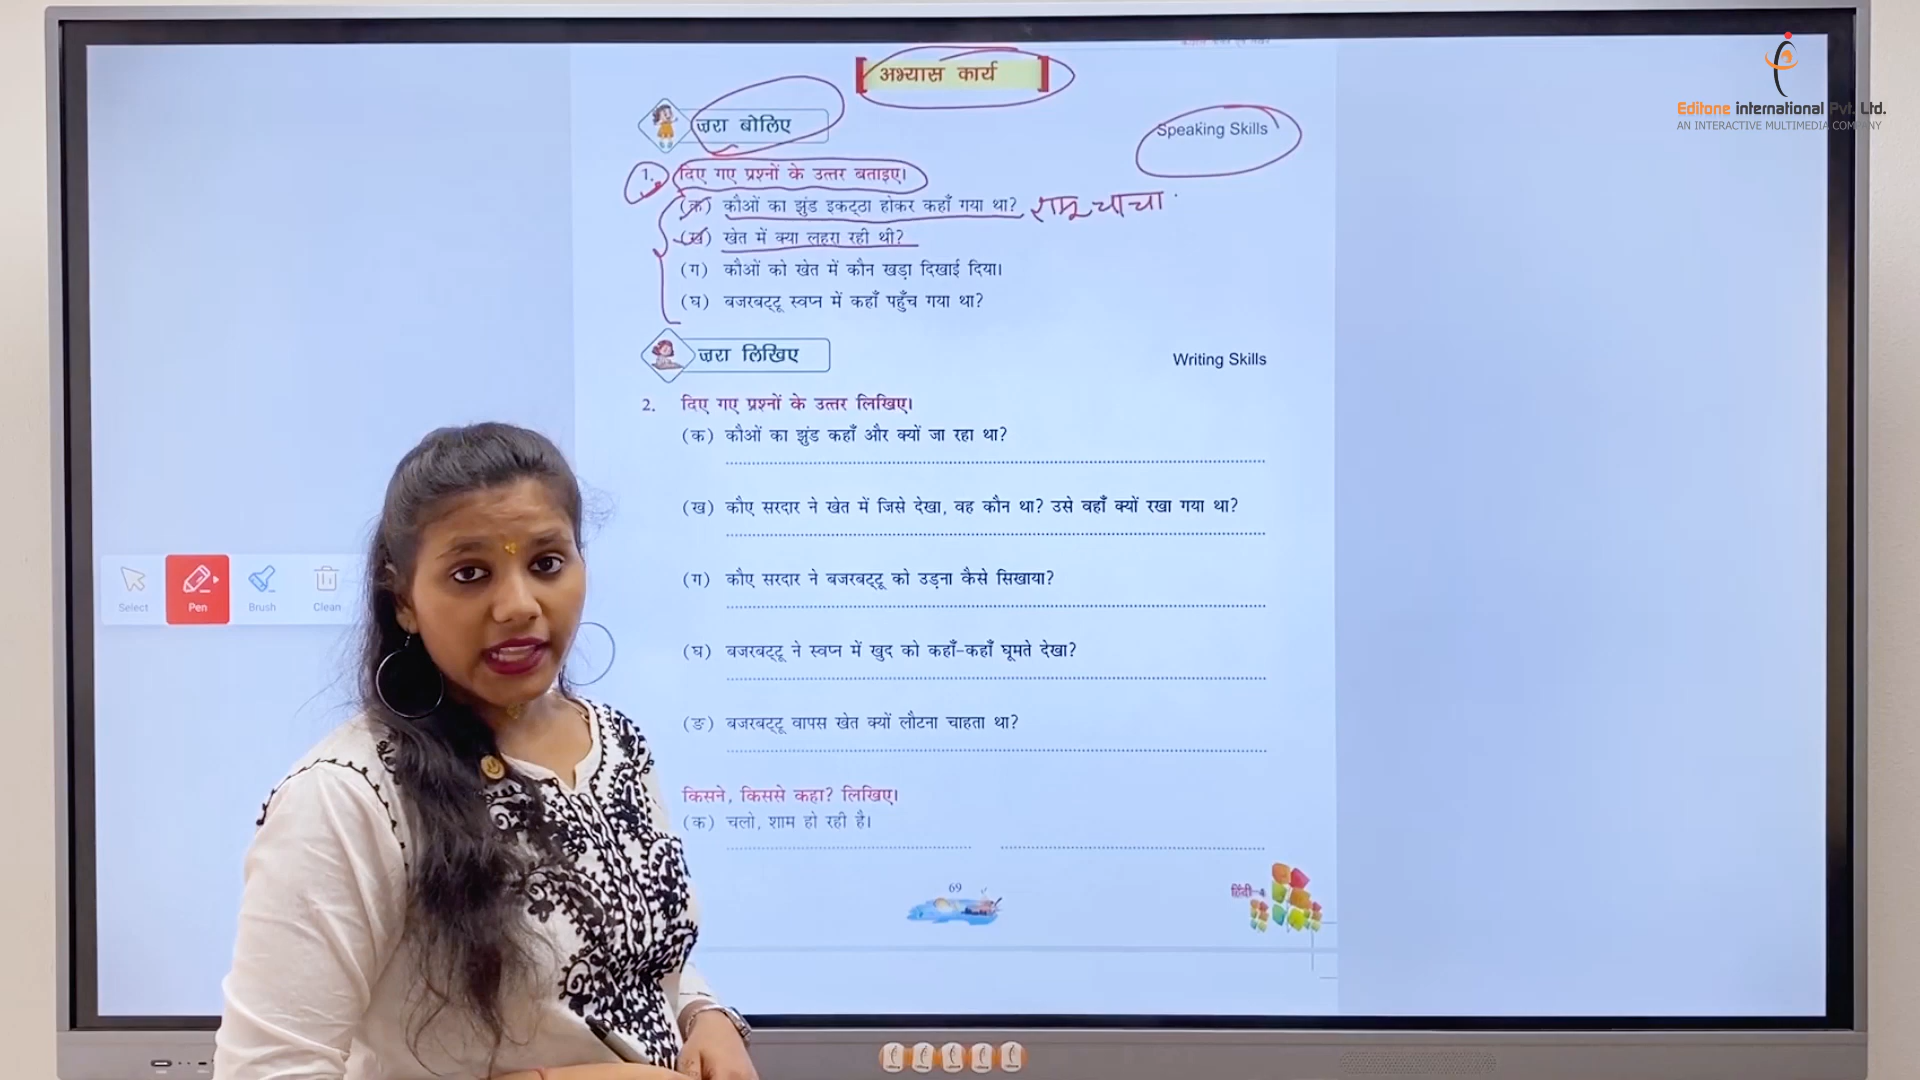 अभ्यास कार्य
Editone international Pvt. Ltd.
AN INTERACTIVE MULTIMEDIA COMPANY
ज़रा बोलिए
Speaking Skills
1. दिए गए प्रश्नों के उत्तर बताइए।
(क) कौओं का झुंड इकट्ठा होकर कहाँ गया था? रामू चाचा
(ख) खेत में क्या लहरा रही थी?
(ग) कौओं को खेत में कौन खड़ा दिखाई दिया।
(घ) बजरबट्टू स्वप्न में कहाँ पहुँच गया था?
ज़रा लिखिए
Writing Skills
2. दिए गए प्रश्नों के उत्तर लिखिए।
(क) कौओं का झुंड कहाँ और क्यों जा रहा था?
(ख) कौए सरदार ने खेत में जिसे देखा, वह कौन था? उसे वहाँ क्यों रखा गया था?
(ग) कौए सरदार ने बजरबट्टू को उड़ना कैसे सिखाया?
Select Pen Brush Clean
(घ) बजरबट्टू ने स्वप्न में खुद को कहाँ-कहाँ घूमते देखा?
(ङ) बजरबट्टू वापस खेत क्यों लौटना चाहता था?
किसने, किससे कहा? लिखिए।
(क) चलो, शाम हो रही है।
69
हिंदी-4